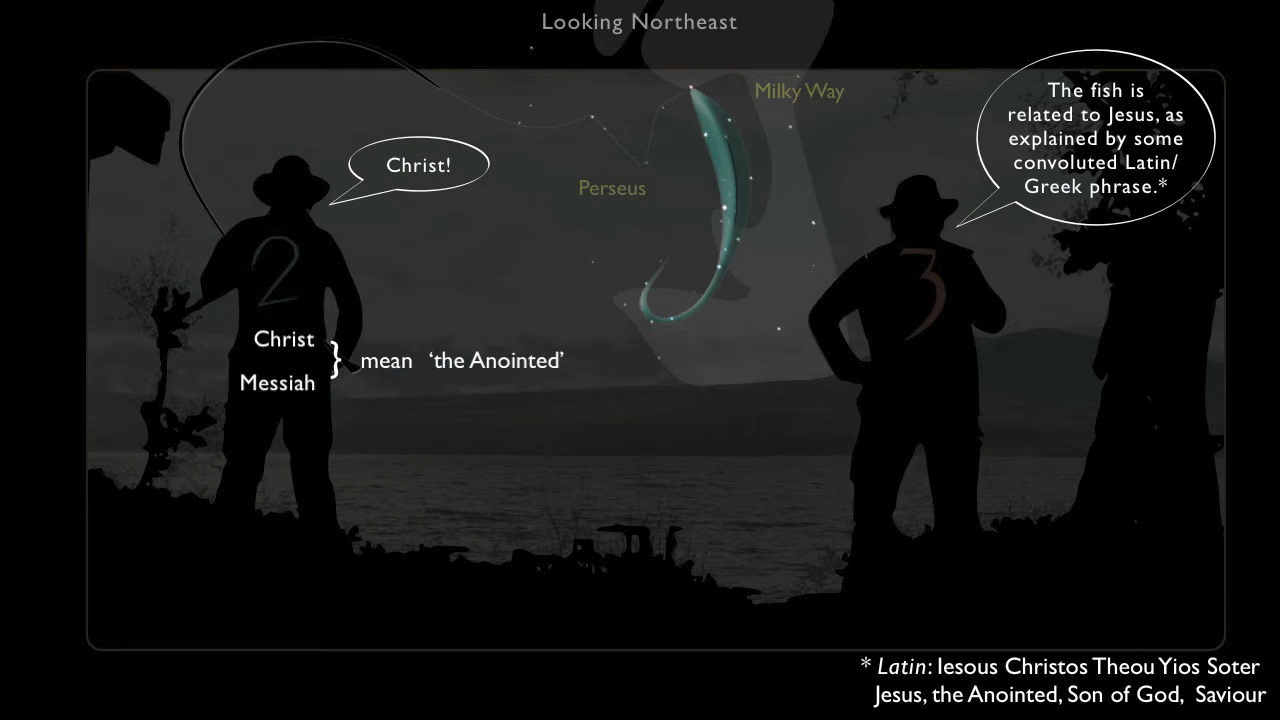 Looking Northeast
Milky Way
The fish is
related to Jesus, as
explained by some
convoluted Latin/
Greek phrase.*
Christ!
Perseus
2
3
Christ
Messiah
} mean ‘the Anointed’
* Latin: Iesous Christos Theou Yios Soter
Jesus, the Anointed, Son of God, Saviour